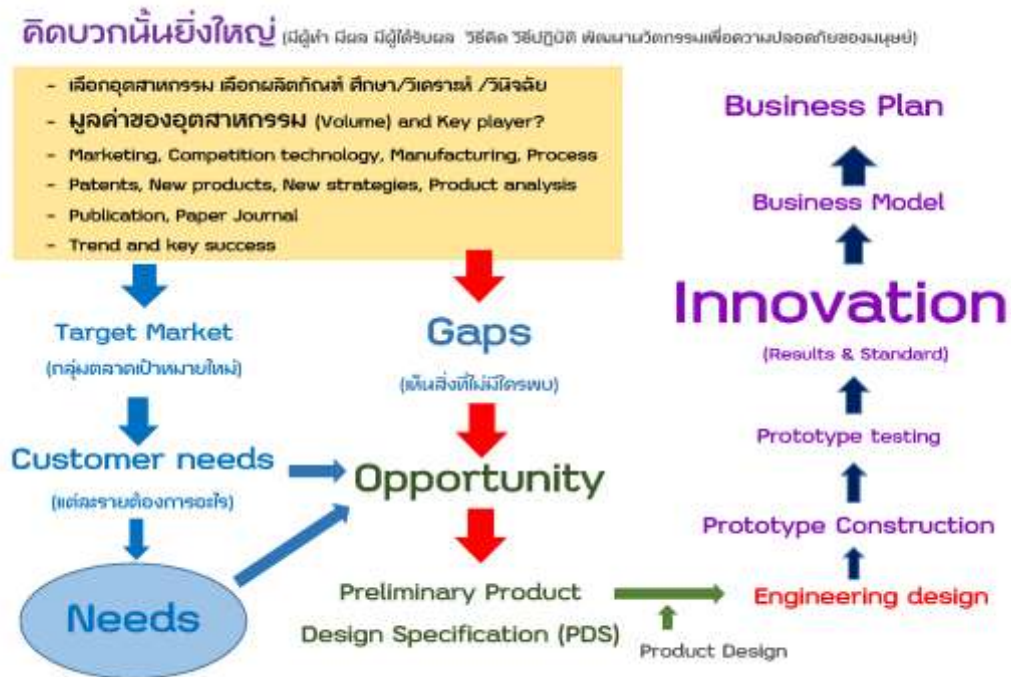 คิดบวกนั้นยิ่งใหญ่ (มีผู้ทำ มีผล มีผู้ได้รับผล วิธีคิด วิธีปฏิบัติ พัฒนานวัตกรรมเพื่อความปลอดภัยของมนุษย์)
- เลือกอุตสาหกรรม เลือกผลิตภัณฑ์ ศึกษา/วิเคราะห์ /วินิจฉัย
- มูลค่าของอุตสาหกรรม (Volume) and Key player?
- Marketing, Competition technology, Manufacturing, Process
- Patents, New products, New strategies, Product analysis
- Publication, Paper Journal
- Trend and key success
Target Market
(กลุ่มตลาดเป้าหมายใหม่)
Customer needs
(แต่ละรายต้องการอะไร)
Needs
Gaps
(เห็นสิ่งที่ไม่มีใครพบ)
Opportunity
Preliminary Product
Design Specification (PDS)
Product Design
Engineering design
Prototype Construction
Prototype testing
Innovation
(Results & Standard)
Business Model
Business Plan